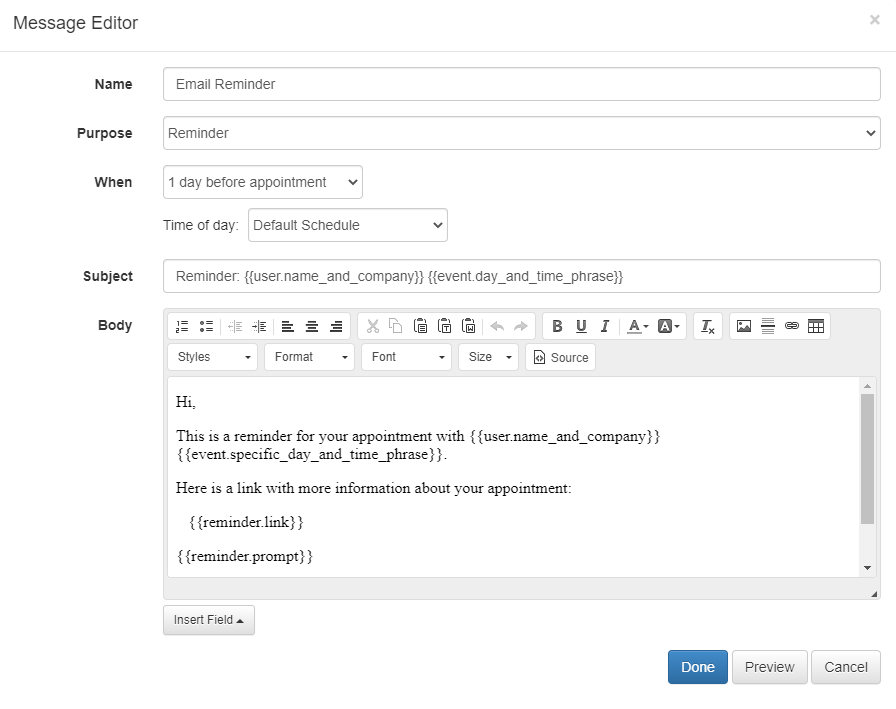 Message Editor
×
Name
Email Reminder
Purpose
Reminder
When
1 day before appointment
Time of day:
Default Schedule
Subject
Reminder: {{user.name_and_company}} {{event.day_and_time_phrase}}
Body
B U I A A Tx
Styles Format Font Size Source
Hi,
This is a reminder for your appointment with {{user.name_and_company}}
{{event.specific_day_and_time_phrase}}.
Here is a link with more information about your appointment:
{{reminder.link}}
{{reminder.prompt}}
Insert Field
Done Preview Cancel